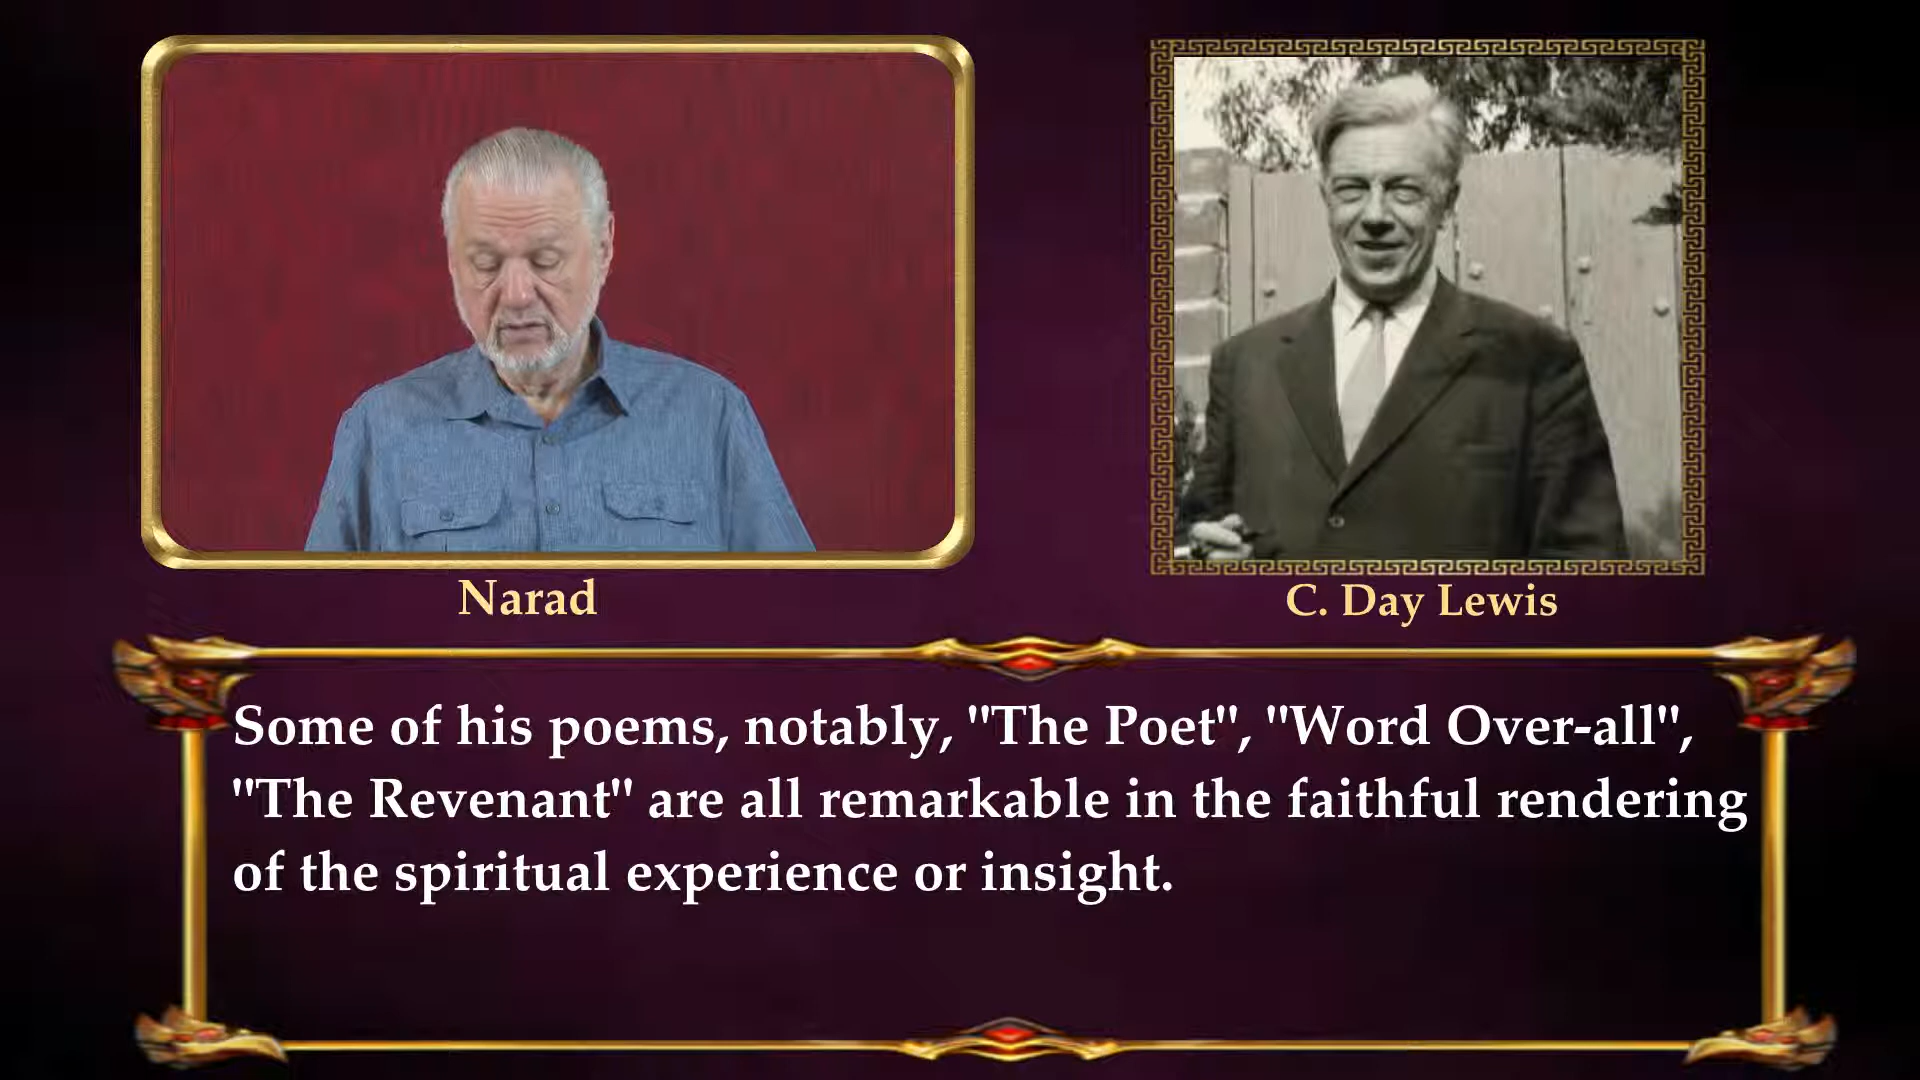 Narad
C. Day Lewis
Some of his poems, notably, "The Poet", "Word Over-all",
"The Revenant" are all remarkable in the faithful rendering
of the spiritual experience or insight.